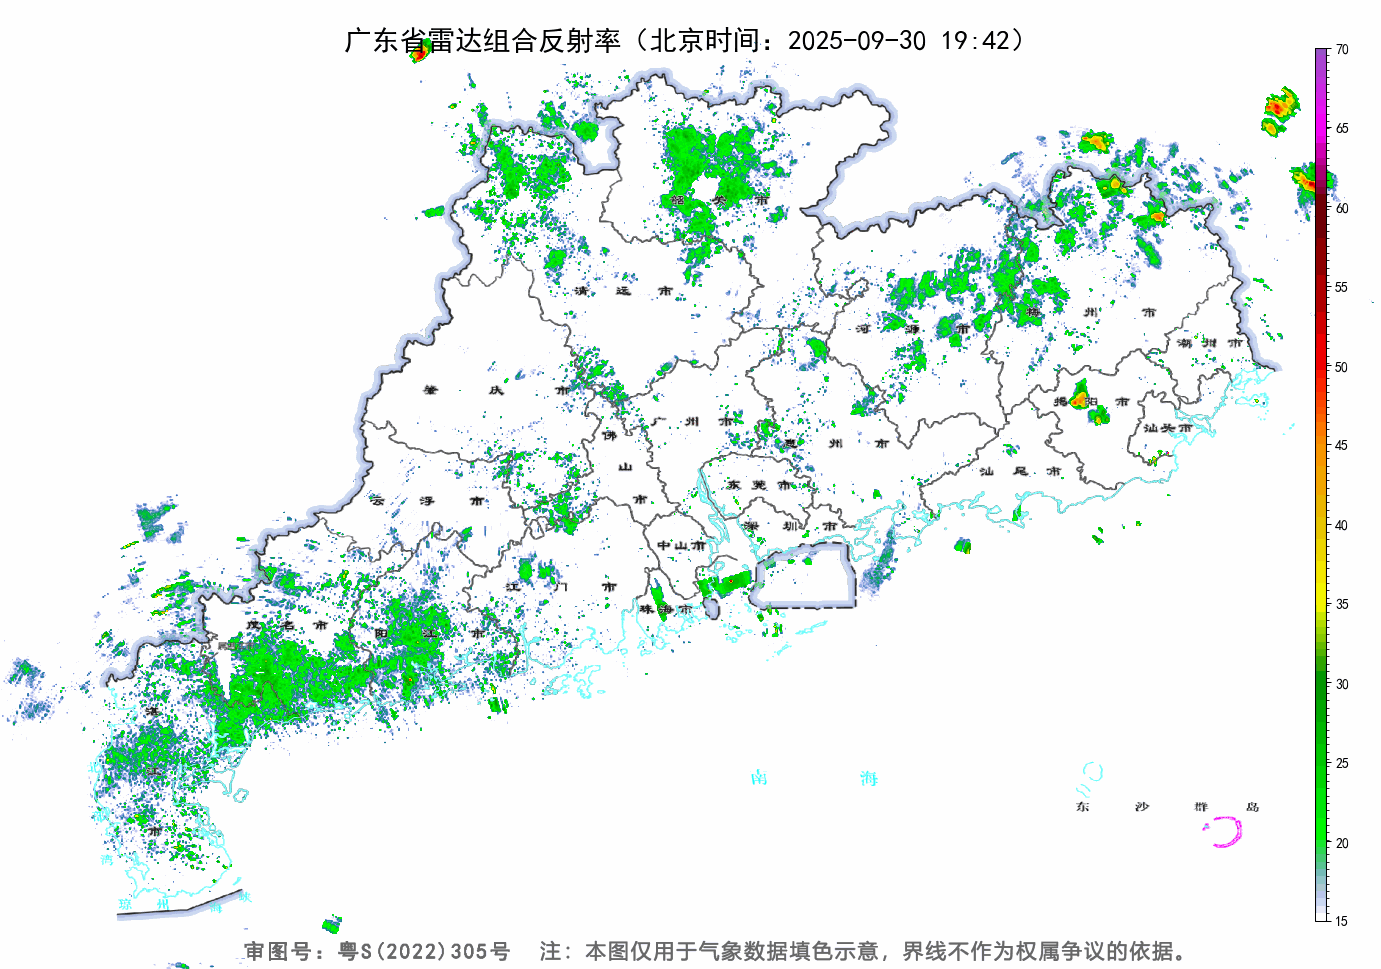 广东省雷达组合反射率（北京时间：2025-09-30 19:42）
70
65
60
55
50
45
40
35
30
25
20
15
韶关市
清远市
河源市
梅州市
潮州市
肇庆市
广州市
惠州市
揭阳市
汕头市
佛山市
汕尾市
东莞市
云浮市
深圳市
中山市
江门市
珠海市
茂名市
阳江市
湛江市
南海
东沙群岛
北部湾
琼州海峡
审图号：粤S(2022)305号 注：本图仅用于气象数据填色示意，界线不作为权属争议的依据。